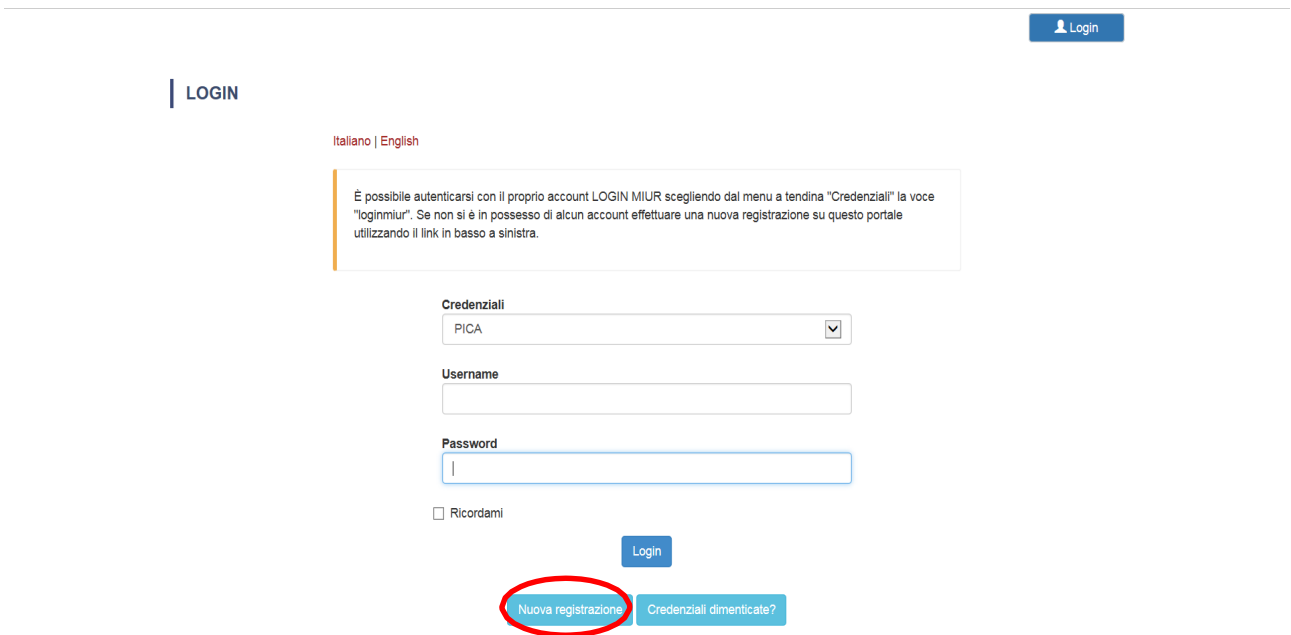 Login
LOGIN
Italiano | English
È possibile autenticarsi con il proprio account LOGIN MIUR scegliendo dal menu a tendina "Credenziali" la voce
"loginmiur". Se non si è in possesso di alcun account effettuare una nuova registrazione su questo portale
utilizzando il link in basso a sinistra.
Credenziali
PICA
Username
Password
Ricordami
Login
Nuova registrazione Credenziali dimenticate?